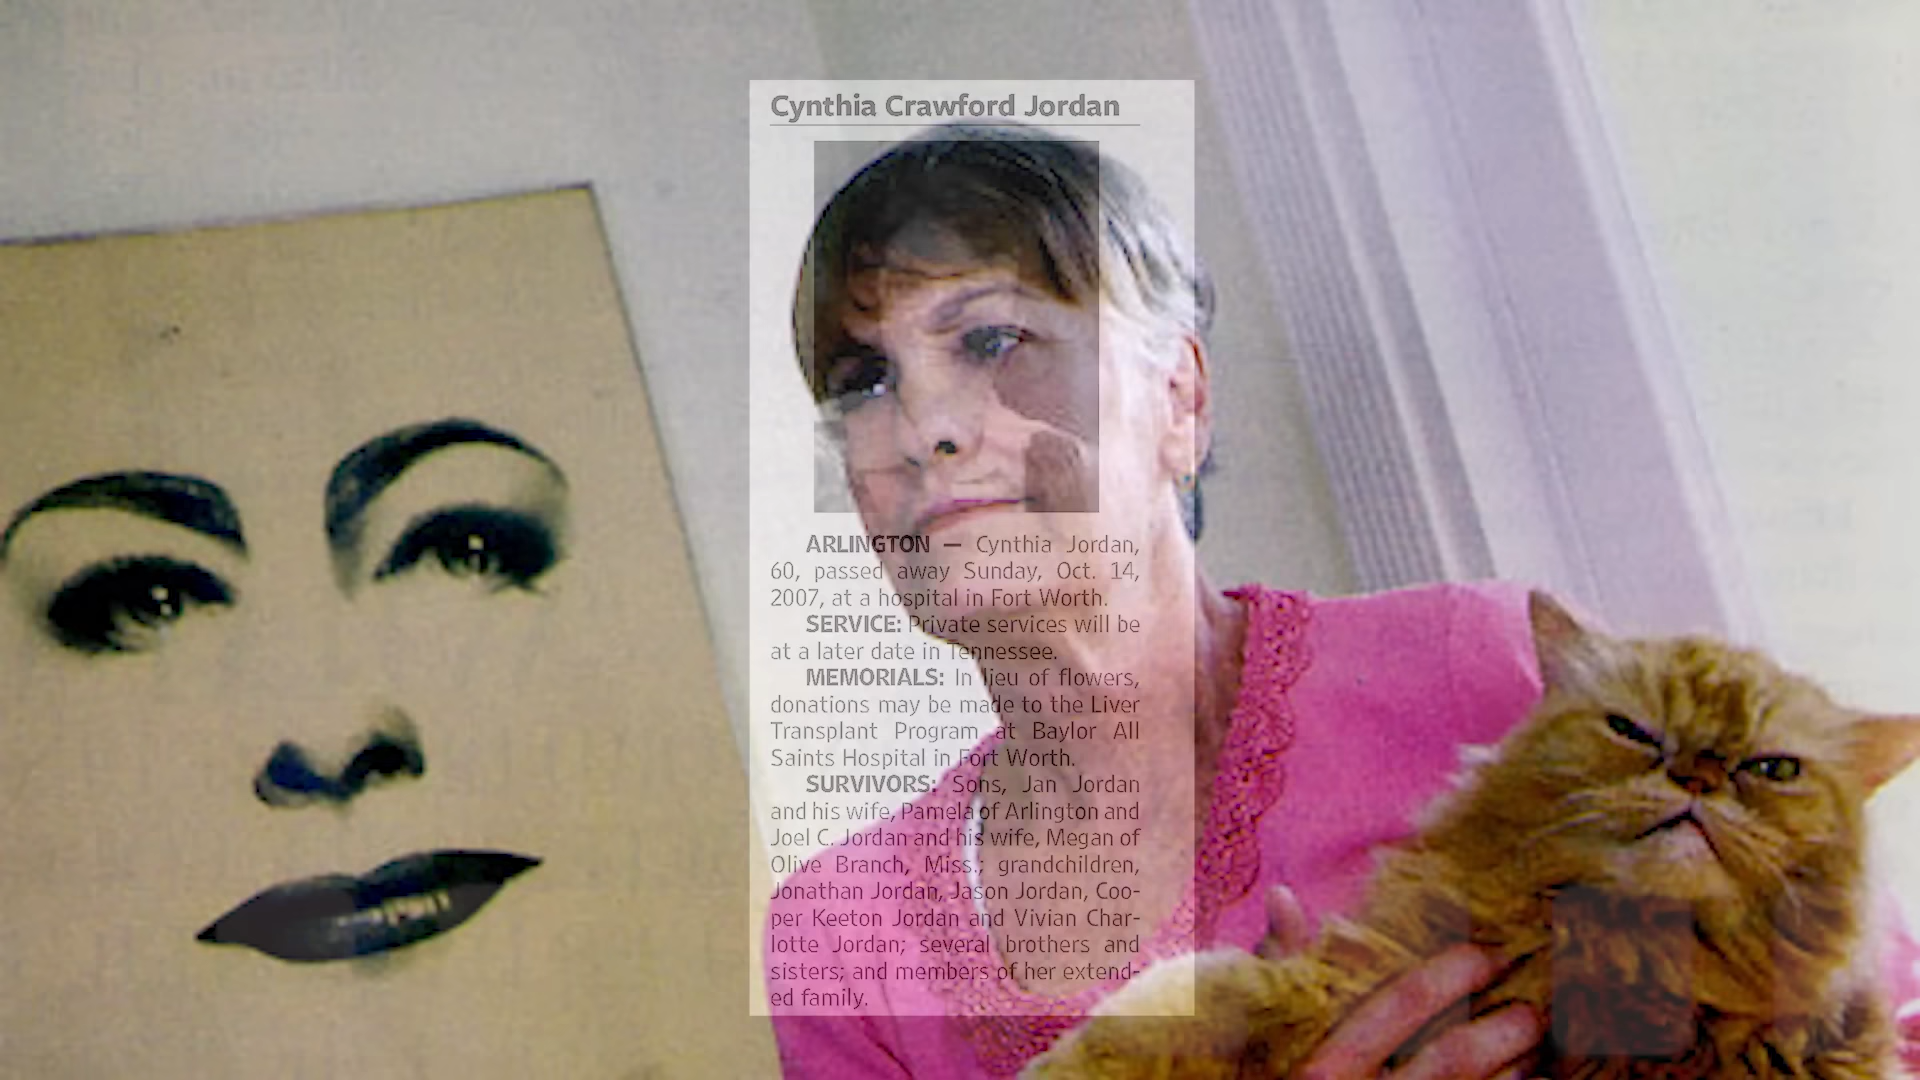 Cynthia Crawford Jordan
ARLINGTON — Cynthia Jordan,
60, passed away Sunday, Oct. 14,
2007, at a hospital in Fort Worth.
SERVICE: Private services will be
at a later date in Tennessee.
MEMORIALS: In lieu of flowers,
donations may be made to the Liver
Transplant Program at Baylor All
Saints Hospital in Fort Worth.
SURVIVORS: Sons, Jan Jordan
and his wife, Pamela of Arlington and
Joel C. Jordan and his wife, Megan of
Olive Branch, Miss.; grandchildren,
Jonathan Jordan, Jason Jordan, Coo-
per Keeton Jordan and Vivian Char-
lotte Jordan; several brothers and
sisters; and members of her extend-
ed family.